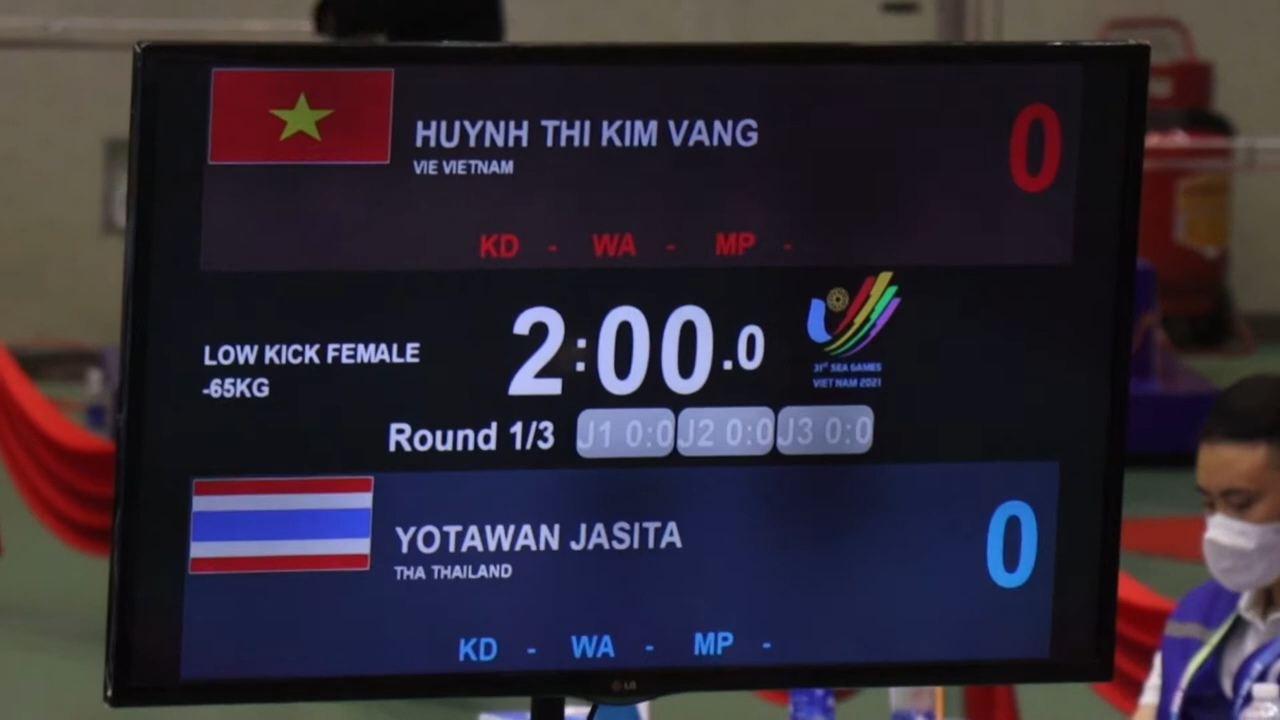 HUYNH THI KIM VANG
VIE VIETNAM
0
KD - WA - MP -
LOW KICK FEMALE
-65KG
2:00.0
31st SEA GAMES
VIET NAM 2021
Round 1/3 J1 0:0 J2 0:0 J3 0:0
YOTAWAN JASITA
THA THAILAND
0
KD - WA - MP -
LG